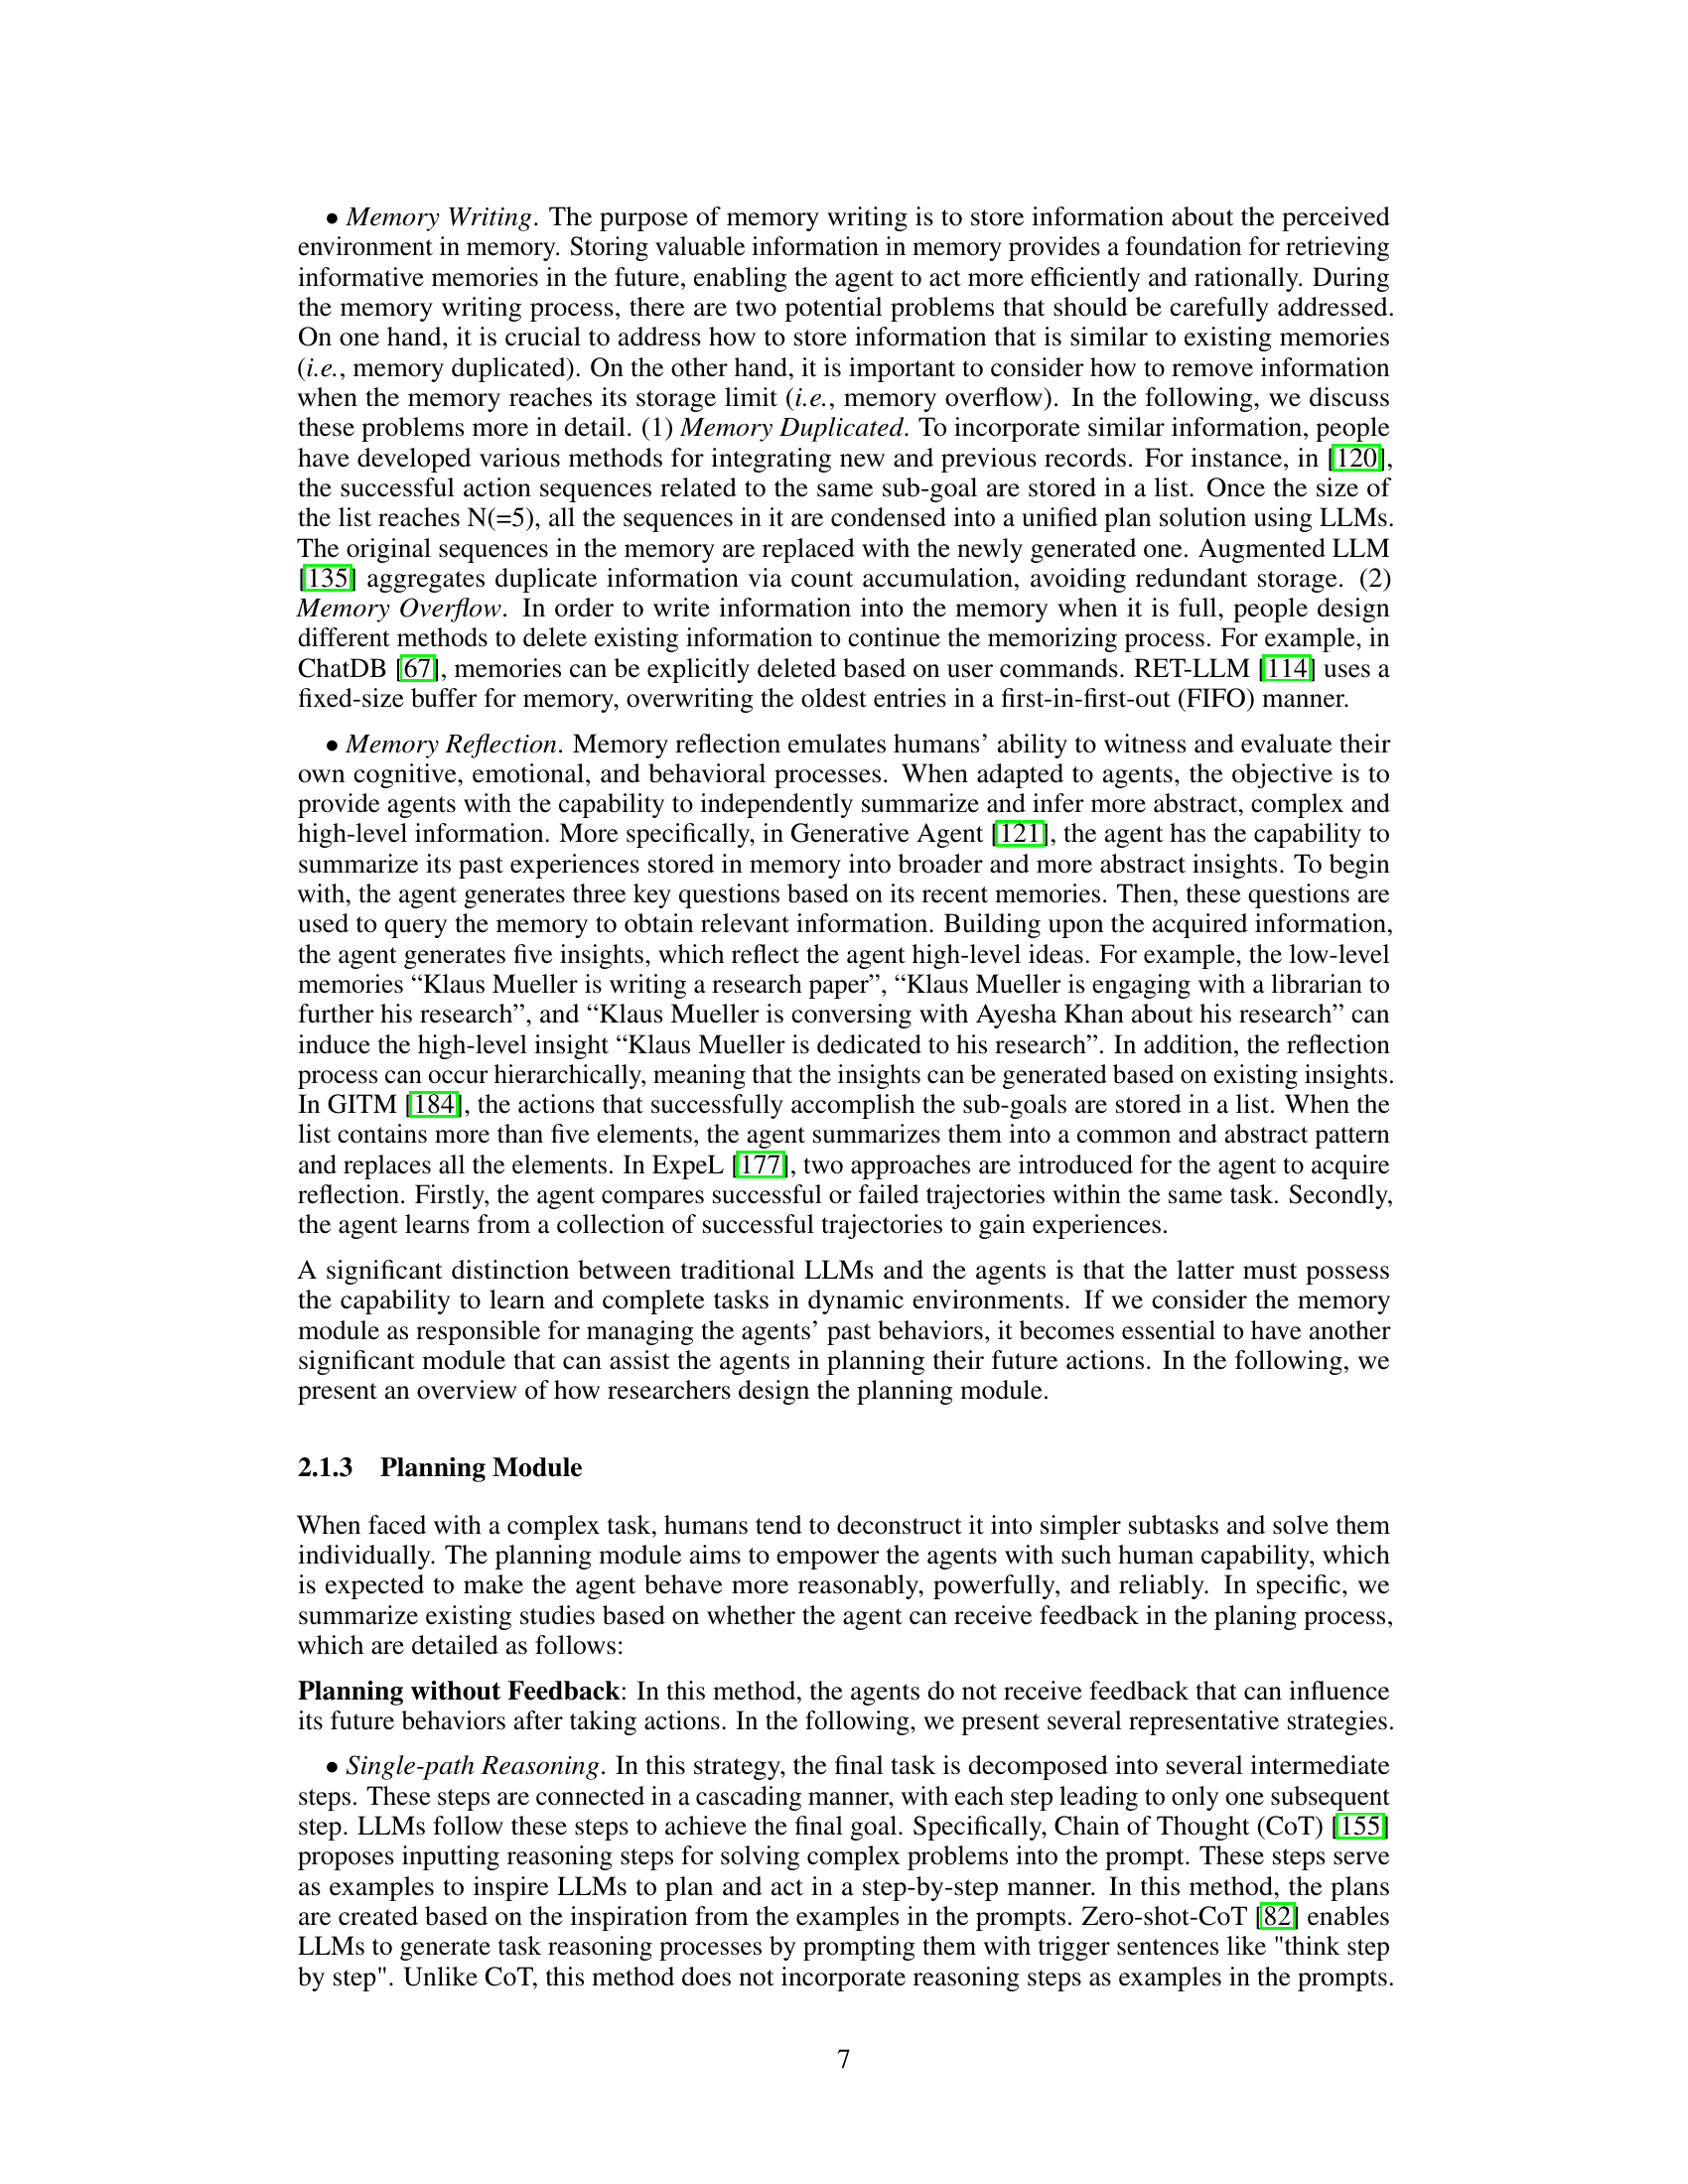 • Memory Writing. The purpose of memory writing is to store information about the perceived
environment in memory. Storing valuable information in memory provides a foundation for retrieving
informative memories in the future, enabling the agent to act more efficiently and rationally. During
the memory writing process, there are two potential problems that should be carefully addressed.
On one hand, it is crucial to address how to store information that is similar to existing memories
(i.e., memory duplicated). On the other hand, it is important to consider how to remove information
when the memory reaches its storage limit (i.e., memory overflow). In the following, we discuss
these problems more in detail. (1) Memory Duplicated. To incorporate similar information, people
have developed various methods for integrating new and previous records. For instance, in [120],
the successful action sequences related to the same sub-goal are stored in a list. Once the size of
the list reaches N(=5), all the sequences in it are condensed into a unified plan solution using LLMs.
The original sequences in the memory are replaced with the newly generated one. Augmented LLM
[135] aggregates duplicate information via count accumulation, avoiding redundant storage. (2)
Memory Overflow. In order to write information into the memory when it is full, people design
different methods to delete existing information to continue the memorizing process. For example, in
ChatDB [67], memories can be explicitly deleted based on user commands. RET-LLM [114] uses a
fixed-size buffer for memory, overwriting the oldest entries in a first-in-first-out (FIFO) manner.
• Memory Reflection. Memory reflection emulates humans’ ability to witness and evaluate their
own cognitive, emotional, and behavioral processes. When adapted to agents, the objective is to
provide agents with the capability to independently summarize and infer more abstract, complex and
high-level information. More specifically, in Generative Agent [121], the agent has the capability to
summarize its past experiences stored in memory into broader and more abstract insights. To begin
with, the agent generates three key questions based on its recent memories. Then, these questions are
used to query the memory to obtain relevant information. Building upon the acquired information,
the agent generates five insights, which reflect the agent high-level ideas. For example, the low-level
memories “Klaus Mueller is writing a research paper”, “Klaus Mueller is engaging with a librarian to
further his research”, and “Klaus Mueller is conversing with Ayesha Khan about his research” can
induce the high-level insight “Klaus Mueller is dedicated to his research”. In addition, the reflection
process can occur hierarchically, meaning that the insights can be generated based on existing insights.
In GITM [184], the actions that successfully accomplish the sub-goals are stored in a list. When the
list contains more than five elements, the agent summarizes them into a common and abstract pattern
and replaces all the elements. In ExpeL [177], two approaches are introduced for the agent to acquire
reflection. Firstly, the agent compares successful or failed trajectories within the same task. Secondly,
the agent learns from a collection of successful trajectories to gain experiences.
A significant distinction between traditional LLMs and the agents is that the latter must possess
the capability to learn and complete tasks in dynamic environments. If we consider the memory
module as responsible for managing the agents’ past behaviors, it becomes essential to have another
significant module that can assist the agents in planning their future actions. In the following, we
present an overview of how researchers design the planning module.
2.1.3 Planning Module
When faced with a complex task, humans tend to deconstruct it into simpler subtasks and solve them
individually. The planning module aims to empower the agents with such human capability, which
is expected to make the agent behave more reasonably, powerfully, and reliably. In specific, we
summarize existing studies based on whether the agent can receive feedback in the planing process,
which are detailed as follows:
Planning without Feedback: In this method, the agents do not receive feedback that can influence
its future behaviors after taking actions. In the following, we present several representative strategies.
• Single-path Reasoning. In this strategy, the final task is decomposed into several intermediate
steps. These steps are connected in a cascading manner, with each step leading to only one subsequent
step. LLMs follow these steps to achieve the final goal. Specifically, Chain of Thought (CoT) [155]
proposes inputting reasoning steps for solving complex problems into the prompt. These steps serve
as examples to inspire LLMs to plan and act in a step-by-step manner. In this method, the plans
are created based on the inspiration from the examples in the prompts. Zero-shot-CoT [82] enables
LLMs to generate task reasoning processes by prompting them with trigger sentences like "think step
by step". Unlike CoT, this method does not incorporate reasoning steps as examples in the prompts.
7